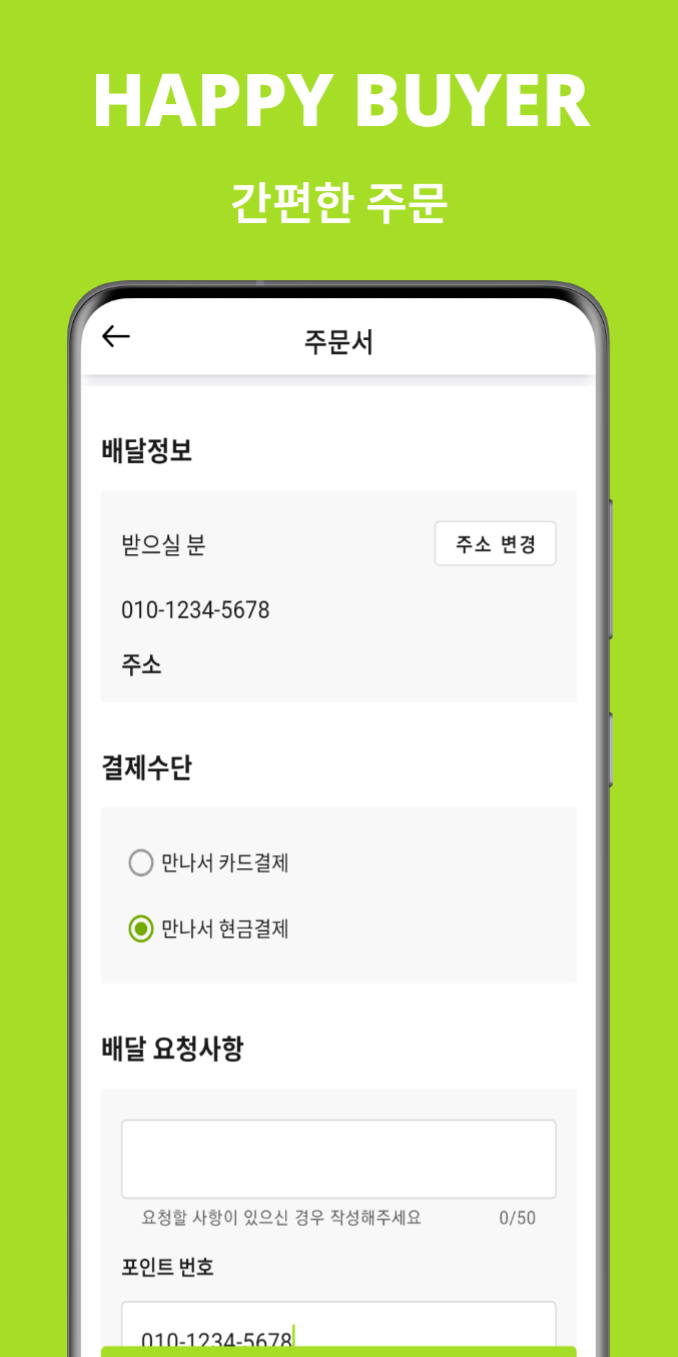 HAPPY BUYER
간편한 주문
주문서
배달정보
받으실 분
주소 변경
010-1234-5678
주소
결제수단
만나서 카드결제
만나서 현금결제
배달 요청사항
요청할 사항이 있으신 경우 작성해주세요
0/50
포인트 번호
010-1234-5678